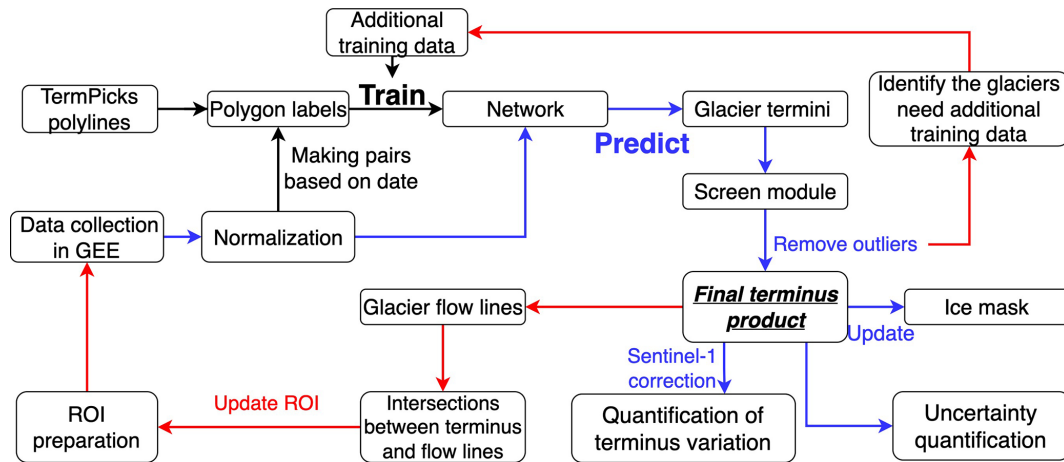 Additional
training data
TermPicks
polylines
Polygon labels
Train
Network
Glacier termini
Identify the glaciers
need additional
training data
Predict
Making pairs
based on date
Screen module
Data collection
in GEE
Normalization
Remove outliers
Glacier flow lines
Final terminus
product
Ice mask
Update
Sentinel-1
correction
ROI
preparation
Update ROI
Intersections
between terminus
and flow lines
Quantification of
terminus variation
Uncertainty
quantification